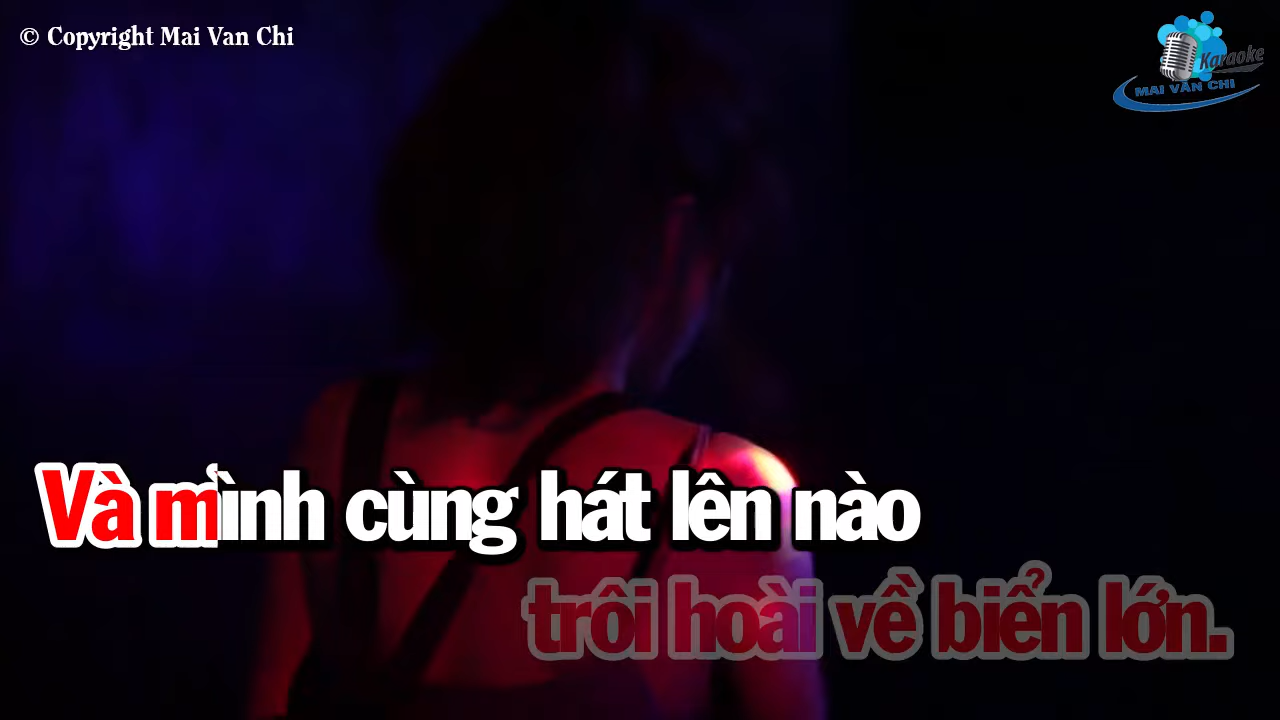 © Copyright Mai Van Chi
Karaoke
MAI VĂN CHI
Và mình cùng hát lên nào
trôi hoài về biển lớn.